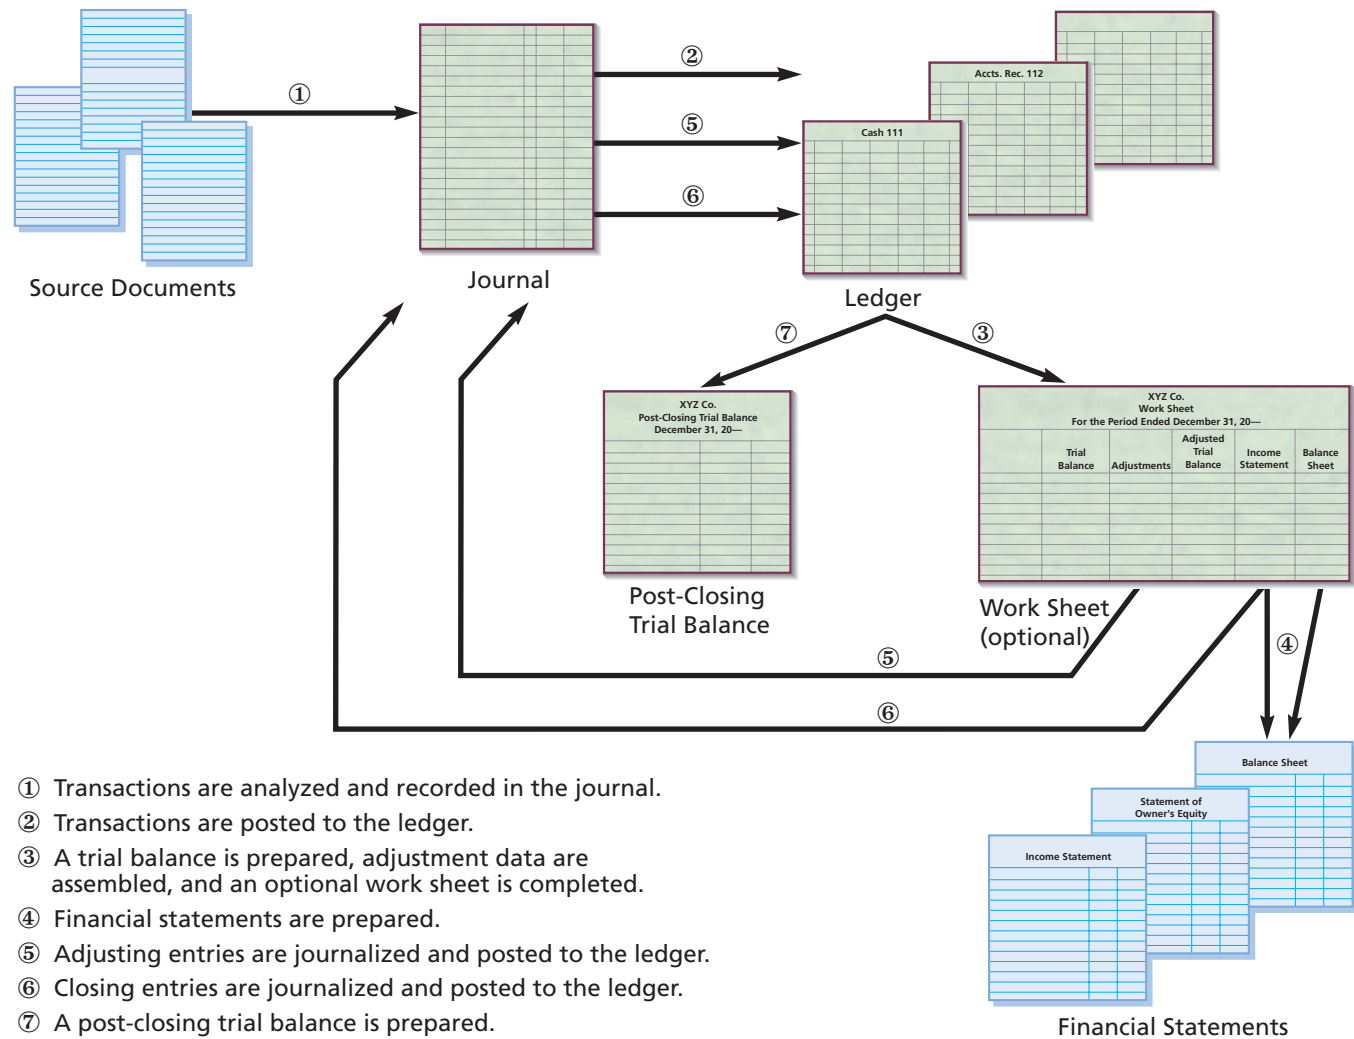 ①
②
⑤
⑥
Source Documents
Journal
Accts. Rec. 112
Cash 111
Ledger
⑦
③
XYZ Co.
Post-Closing Trial Balance
December 31, 20—
Post-Closing
Trial Balance
XYZ Co.
Work Sheet
For the Period Ended December 31, 20—
Trial
Balance
Adjustments
Adjusted
Trial
Balance
Income
Statement
Balance
Sheet
Work Sheet
(optional)
⑤
⑥
④
Balance Sheet
Statement of
Owner's Equity
Income Statement
Financial Statements
① Transactions are analyzed and recorded in the journal.
② Transactions are posted to the ledger.
③ A trial balance is prepared, adjustment data are
assembled, and an optional work sheet is completed.
④ Financial statements are prepared.
⑤ Adjusting entries are journalized and posted to the ledger.
⑥ Closing entries are journalized and posted to the ledger.
⑦ A post-closing trial balance is prepared.